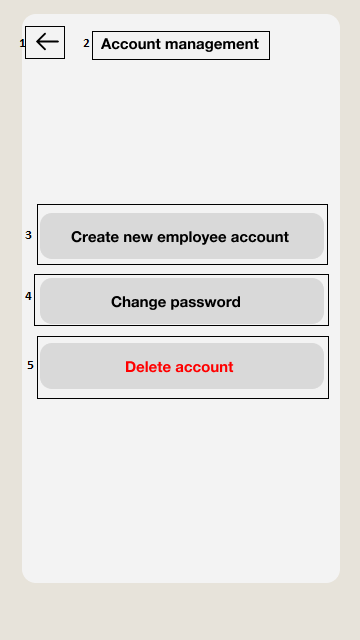 1
2 Account management
3 Create new employee account
4 Change password
5 Delete account